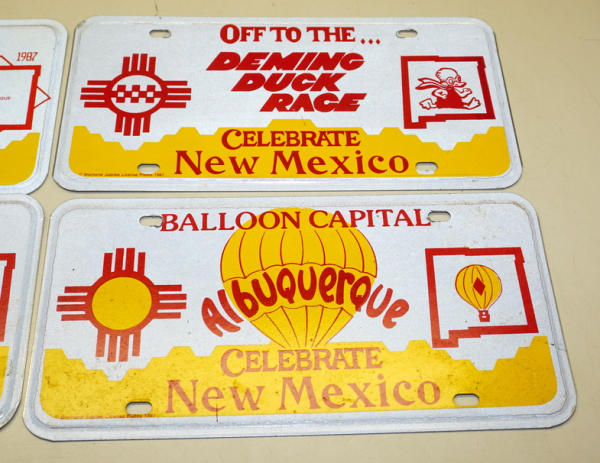 1987
OFF TO THE...
DEMING
DUCK
RACE
CELEBRATE
New Mexico
BALLOON CAPITAL
Albuquerque
CELEBRATE
New Mexico